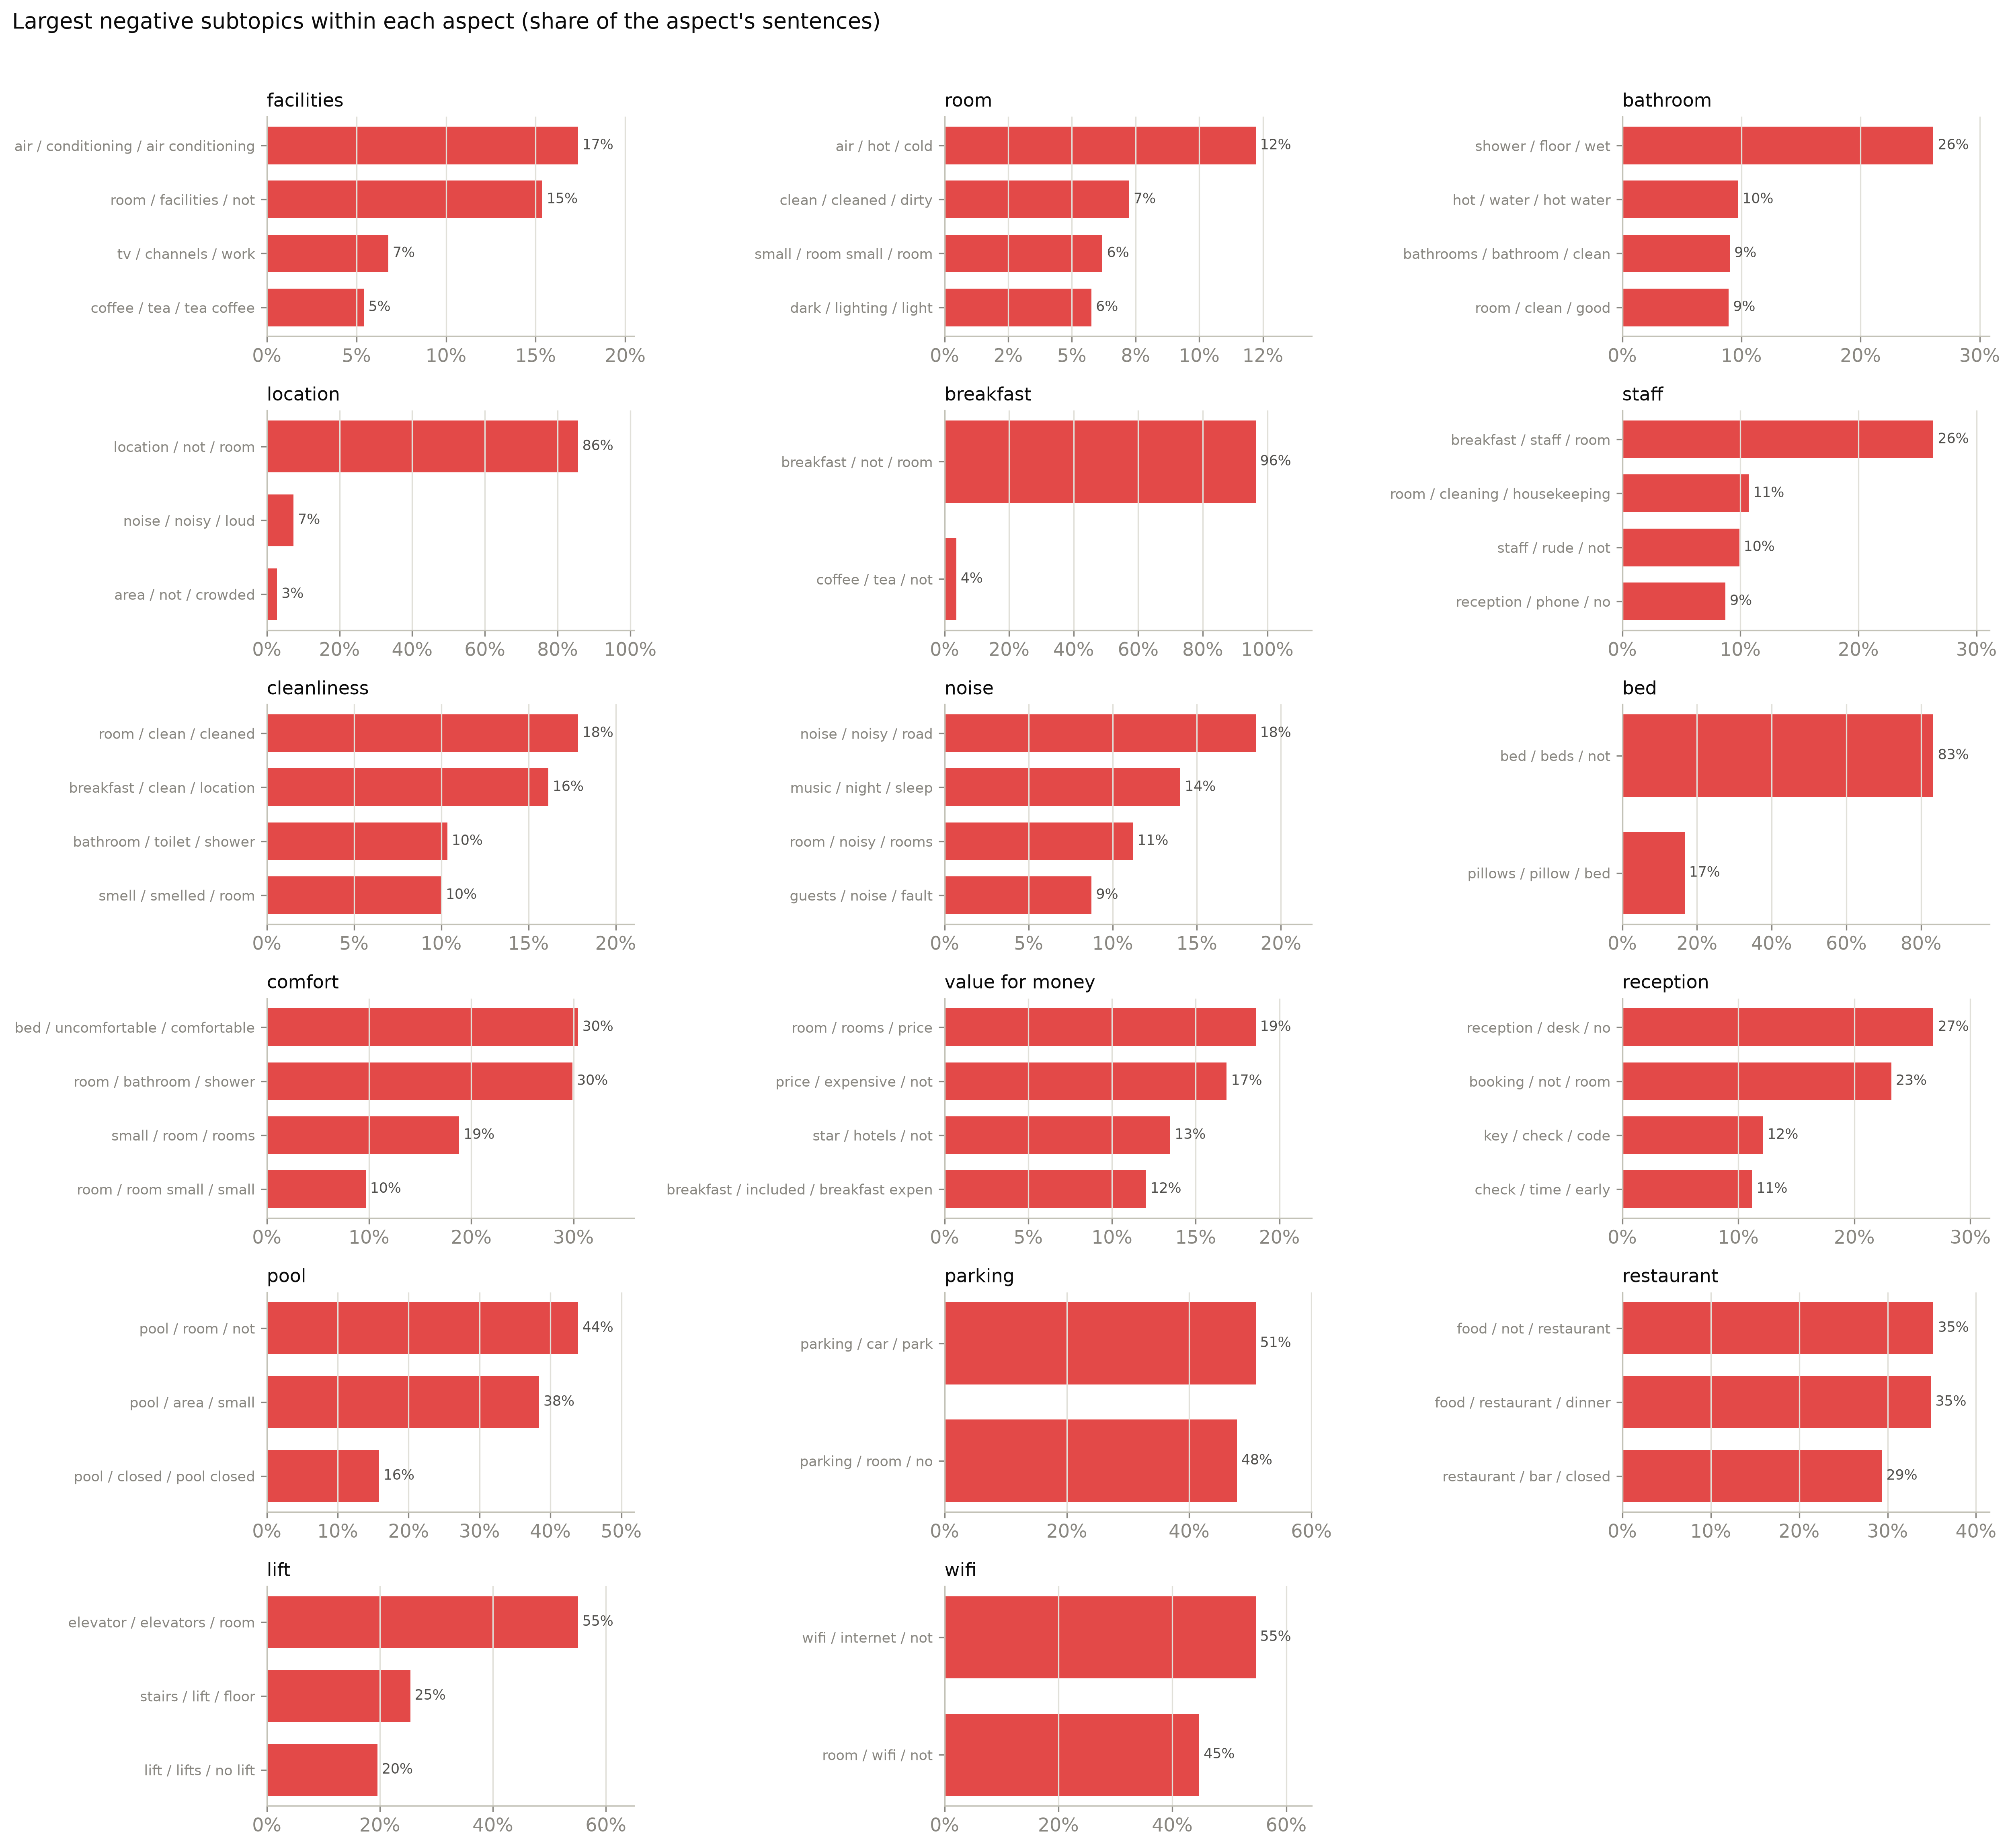 Largest negative subtopics within each aspect (share of the aspect's sentences)
facilities
air / conditioning / air conditioning
17%
room / facilities / not
15%
tv / channels / work
7%
coffee / tea / tea coffee
5%
0% 5% 10% 15% 20%
room
air / hot / cold
12%
clean / cleaned / dirty
7%
small / room small / room
6%
dark / lighting / light
6%
0% 2% 5% 8% 10% 12%
bathroom
shower / floor / wet
26%
hot / water / hot water
10%
bathrooms / bathroom / clean
9%
room / clean / good
9%
0% 10% 20% 30%
location
location / not / room
86%
noise / noisy / loud
7%
area / not / crowded
3%
0% 20% 40% 60% 80% 100%
breakfast
breakfast / not / room
96%
coffee / tea / not
4%
0% 20% 40% 60% 80% 100%
staff
breakfast / staff / room
26%
room / cleaning / housekeeping
11%
staff / rude / not
10%
reception / phone / no
9%
0% 10% 20% 30%
cleanliness
room / clean / cleaned
18%
breakfast / clean / location
16%
bathroom / toilet / shower
10%
smell / smelled / room
10%
0% 5% 10% 15% 20%
noise
noise / noisy / road
18%
music / night / sleep
14%
room / noisy / rooms
11%
guests / noise / fault
9%
0% 5% 10% 15% 20%
bed
bed / beds / not
83%
pillows / pillow / bed
17%
0% 20% 40% 60% 80%
comfort
bed / uncomfortable / comfortable
30%
room / bathroom / shower
30%
small / room / rooms
19%
room / room small / small
10%
0% 10% 20% 30%
value for money
room / rooms / price
19%
price / expensive / not
17%
star / hotels / not
13%
breakfast / included / breakfast expen
12%
0% 5% 10% 15% 20%
reception
reception / desk / no
27%
booking / not / room
23%
key / check / code
12%
check / time / early
11%
0% 10% 20% 30%
pool
pool / room / not
44%
pool / area / small
38%
pool / closed / pool closed
16%
0% 10% 20% 30% 40% 50%
parking
parking / car / park
51%
parking / room / no
48%
0% 20% 40% 60%
restaurant
food / not / restaurant
35%
food / restaurant / dinner
35%
restaurant / bar / closed
29%
0% 10% 20% 30% 40%
lift
elevator / elevators / room
55%
stairs / lift / floor
25%
lift / lifts / no lift
20%
0% 20% 40% 60%
wifi
wifi / internet / not
55%
room / wifi / not
45%
0% 20% 40% 60%